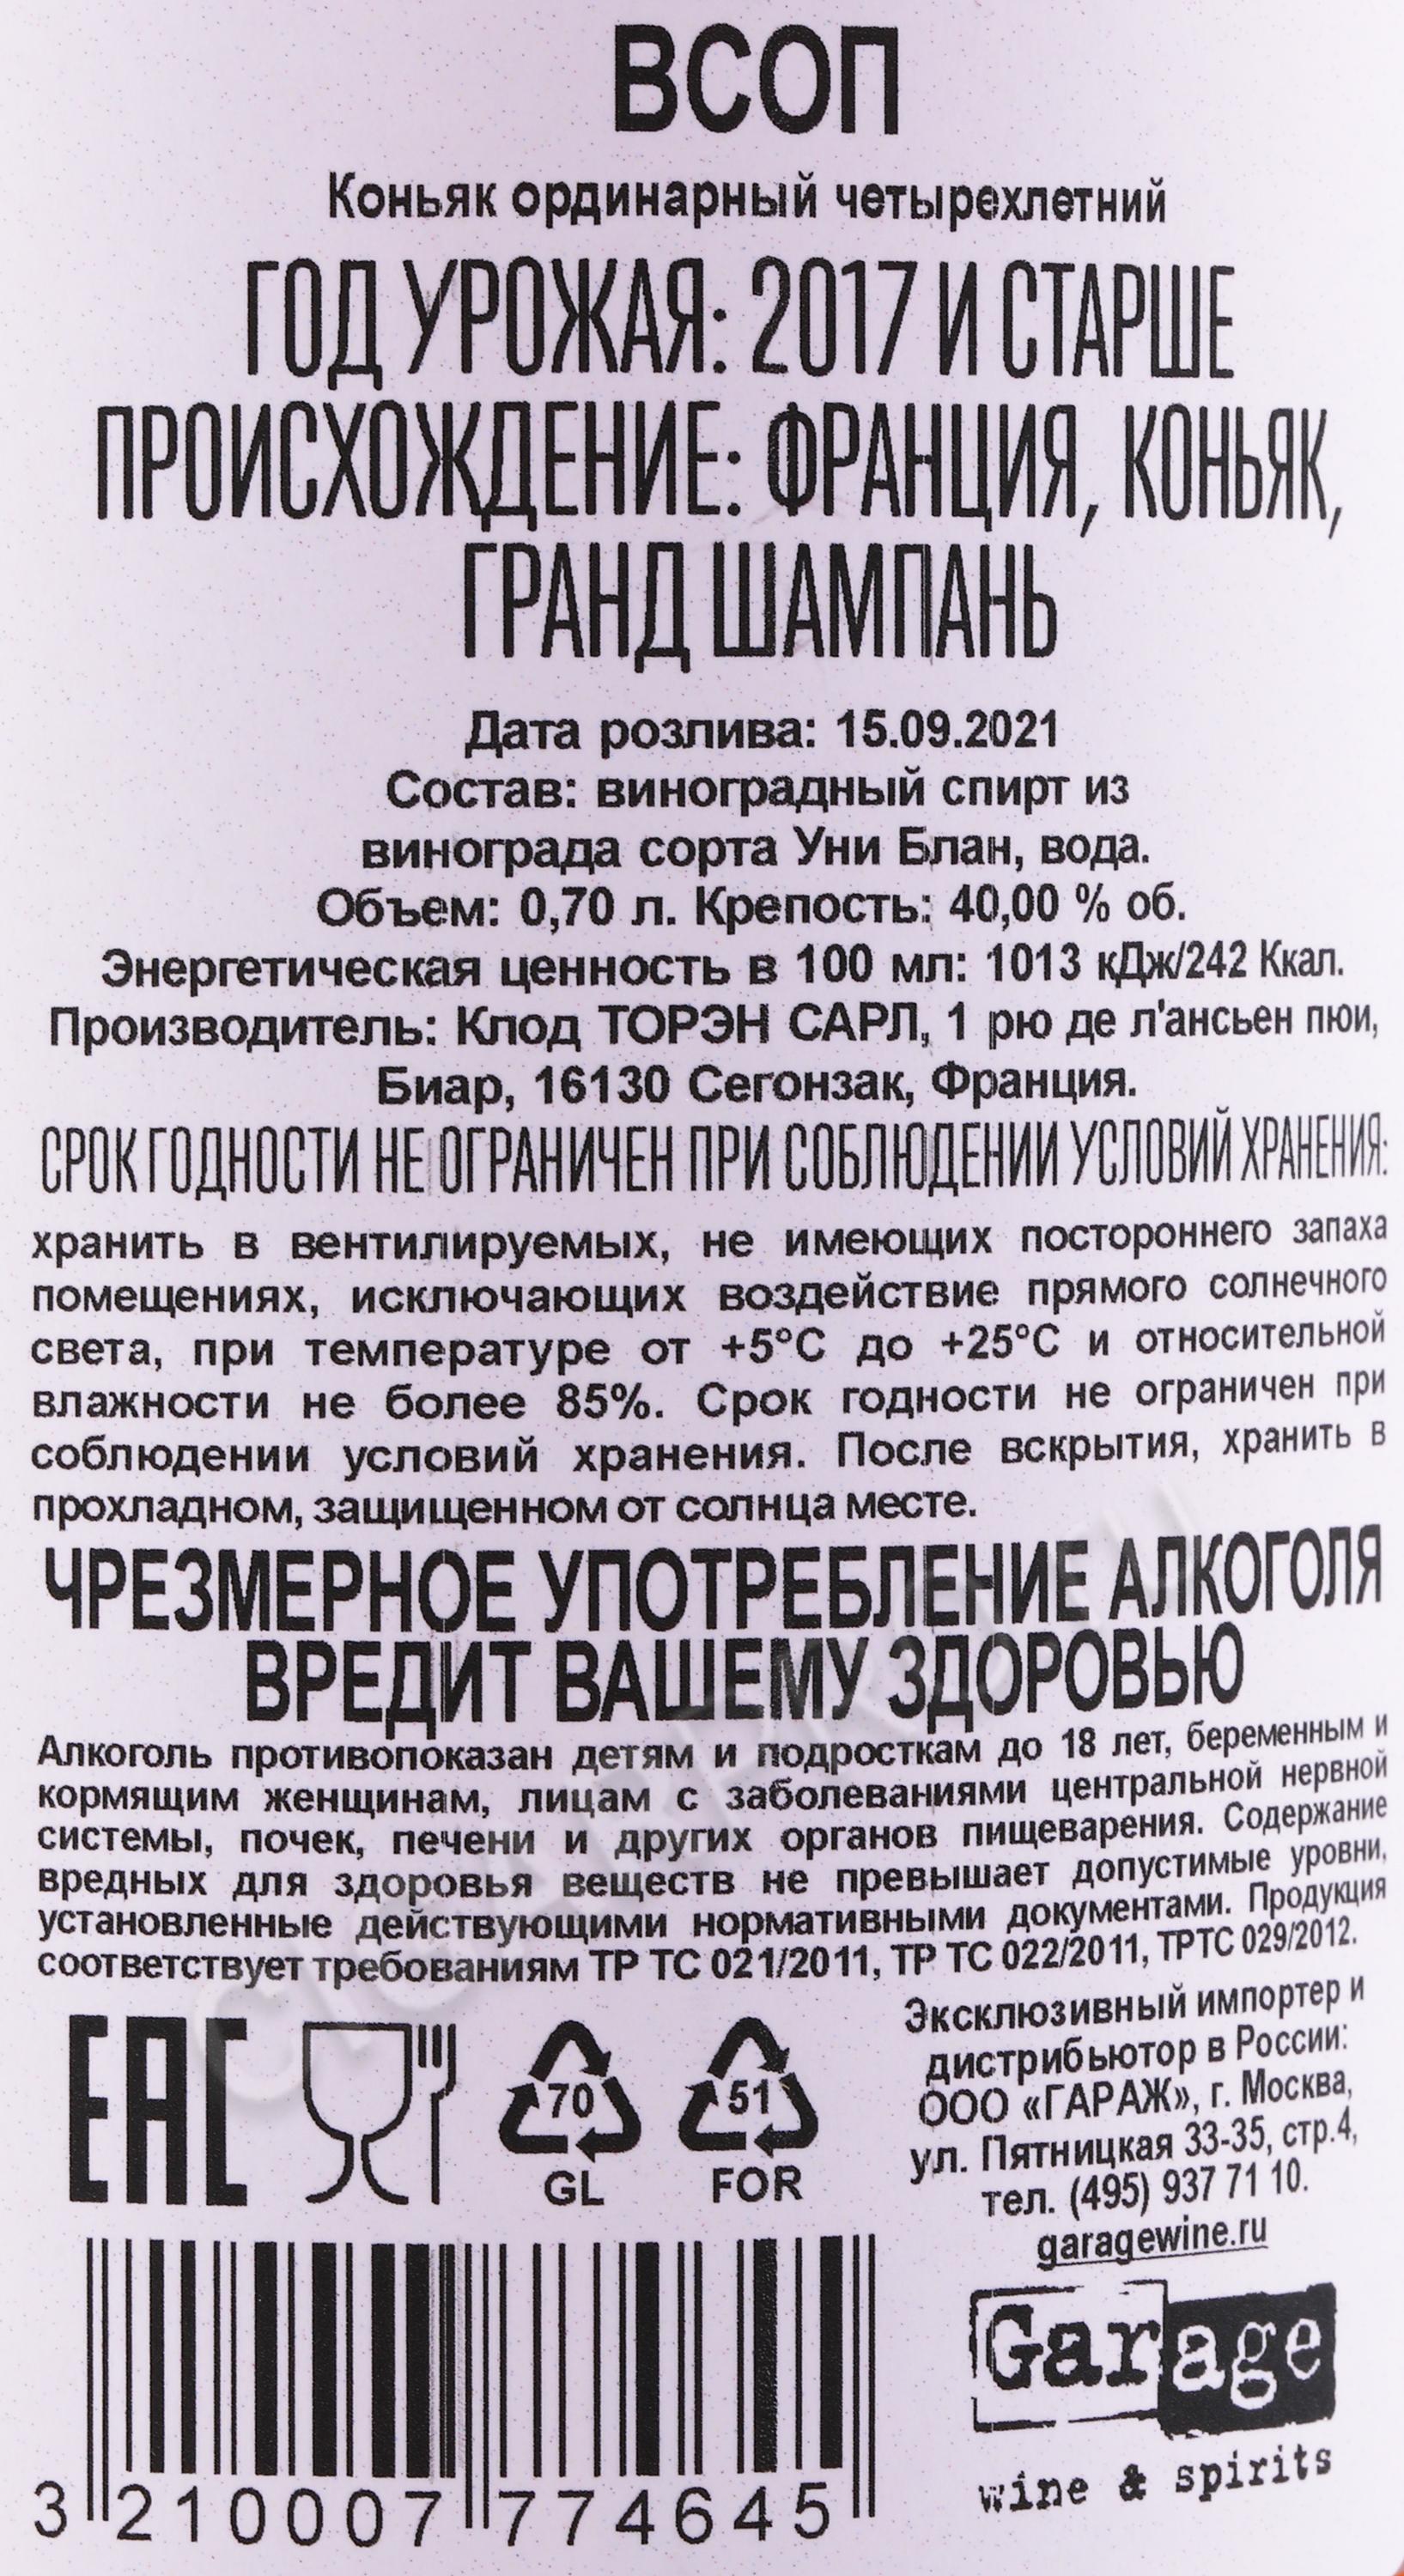 ВСОП
Коньяк ординарный четырехлетний
ГОД УРОЖАЯ: 2017 И СТАРШЕ
ПРОИСХОЖДЕНИЕ: ФРАНЦИЯ, КОНЬЯК,
ГРАНД ШАМПАНЬ
Дата розлива: 15.09.2021
Состав: виноградный спирт из
винограда сорта Уни Блан, вода.
Объем: 0,70 л. Крепость: 40,00 % об.
Энергетическая ценность в 100 мл: 1013 кДж/242 Ккал.
Производитель: Клод ТОРЭН САРЛ, 1 рю де л'ансьен пюи,
Биар, 16130 Сегонзак, Франция.
СРОК ГОДНОСТИ НЕ ОГРАНИЧЕН ПРИ СОБЛЮДЕНИИ УСЛОВИЙ ХРАНЕНИЯ:
хранить в вентилируемых, не имеющих постороннего запаха
помещениях, исключающих воздействие прямого солнечного
света, при температуре от +5°С до +25°С и относительной
влажности не более 85%. Срок годности не ограничен при
соблюдении условий хранения. После вскрытия, хранить в
прохладном, защищенном от солнца месте.
ЧРЕЗМЕРНОЕ УПОТРЕБЛЕНИЕ АЛКОГОЛЯ
ВРЕДИТ ВАШЕМУ ЗДОРОВЬЮ
Алкоголь противопоказан детям и подросткам до 18 лет, беременным и
кормящим женщинам, лицам с заболеваниями центральной нервной
системы, почек, печени и других органов пищеварения. Содержание
вредных для здоровья веществ не превышает допустимые уровни,
установленные действующими нормативными документами. Продукция
соответствует требованиям ТР ТС 021/2011, ТР ТС 022/2011, ТРТС 029/2012.
Эксклюзивный импортер и
дистрибьютор в России:
ООО «ГАРАЖ», г. Москва,
ул. Пятницкая 33-35, стр.4,
тел. (495) 937 71 10.
garagewine.ru
EAC
70
GL
51
FOR
Garage
wine & spirits
3 210007 774645